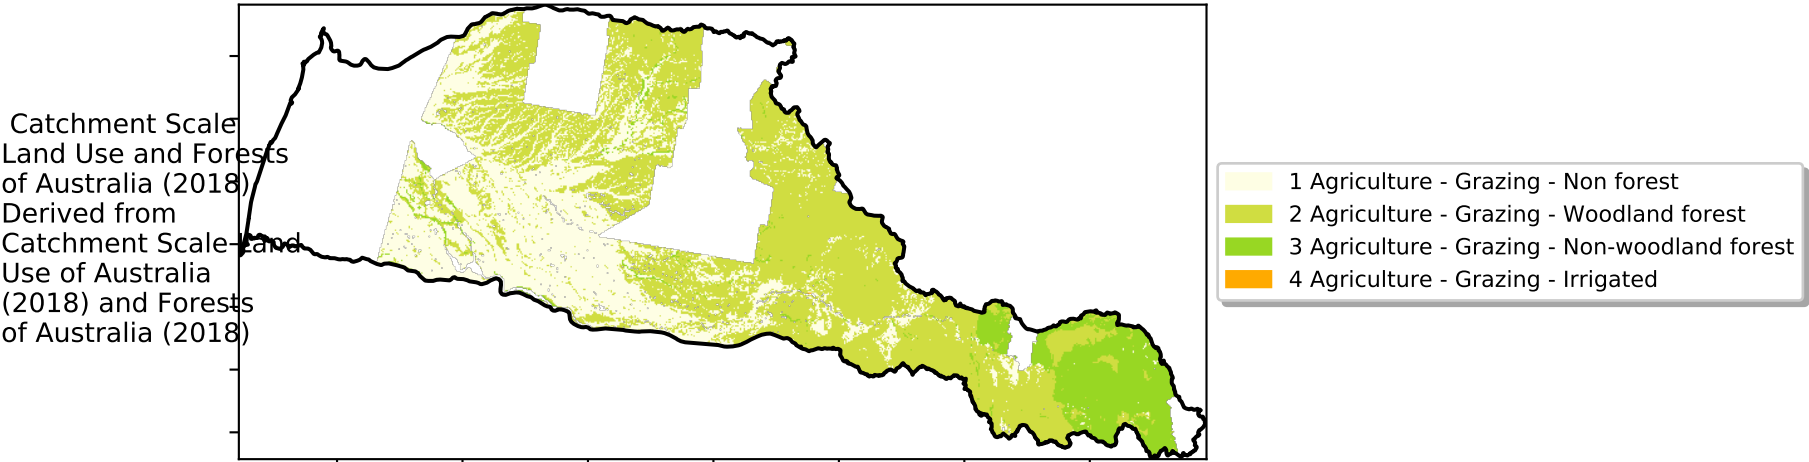 Catchment Scale
Land Use and Forests
of Australia (2018)
Derived from
Catchment Scale Land
Use of Australia
(2018) and Forests
of Australia (2018)
1 Agriculture - Grazing - Non forest
2 Agriculture - Grazing - Woodland forest
3 Agriculture - Grazing - Non-woodland forest
4 Agriculture - Grazing - Irrigated